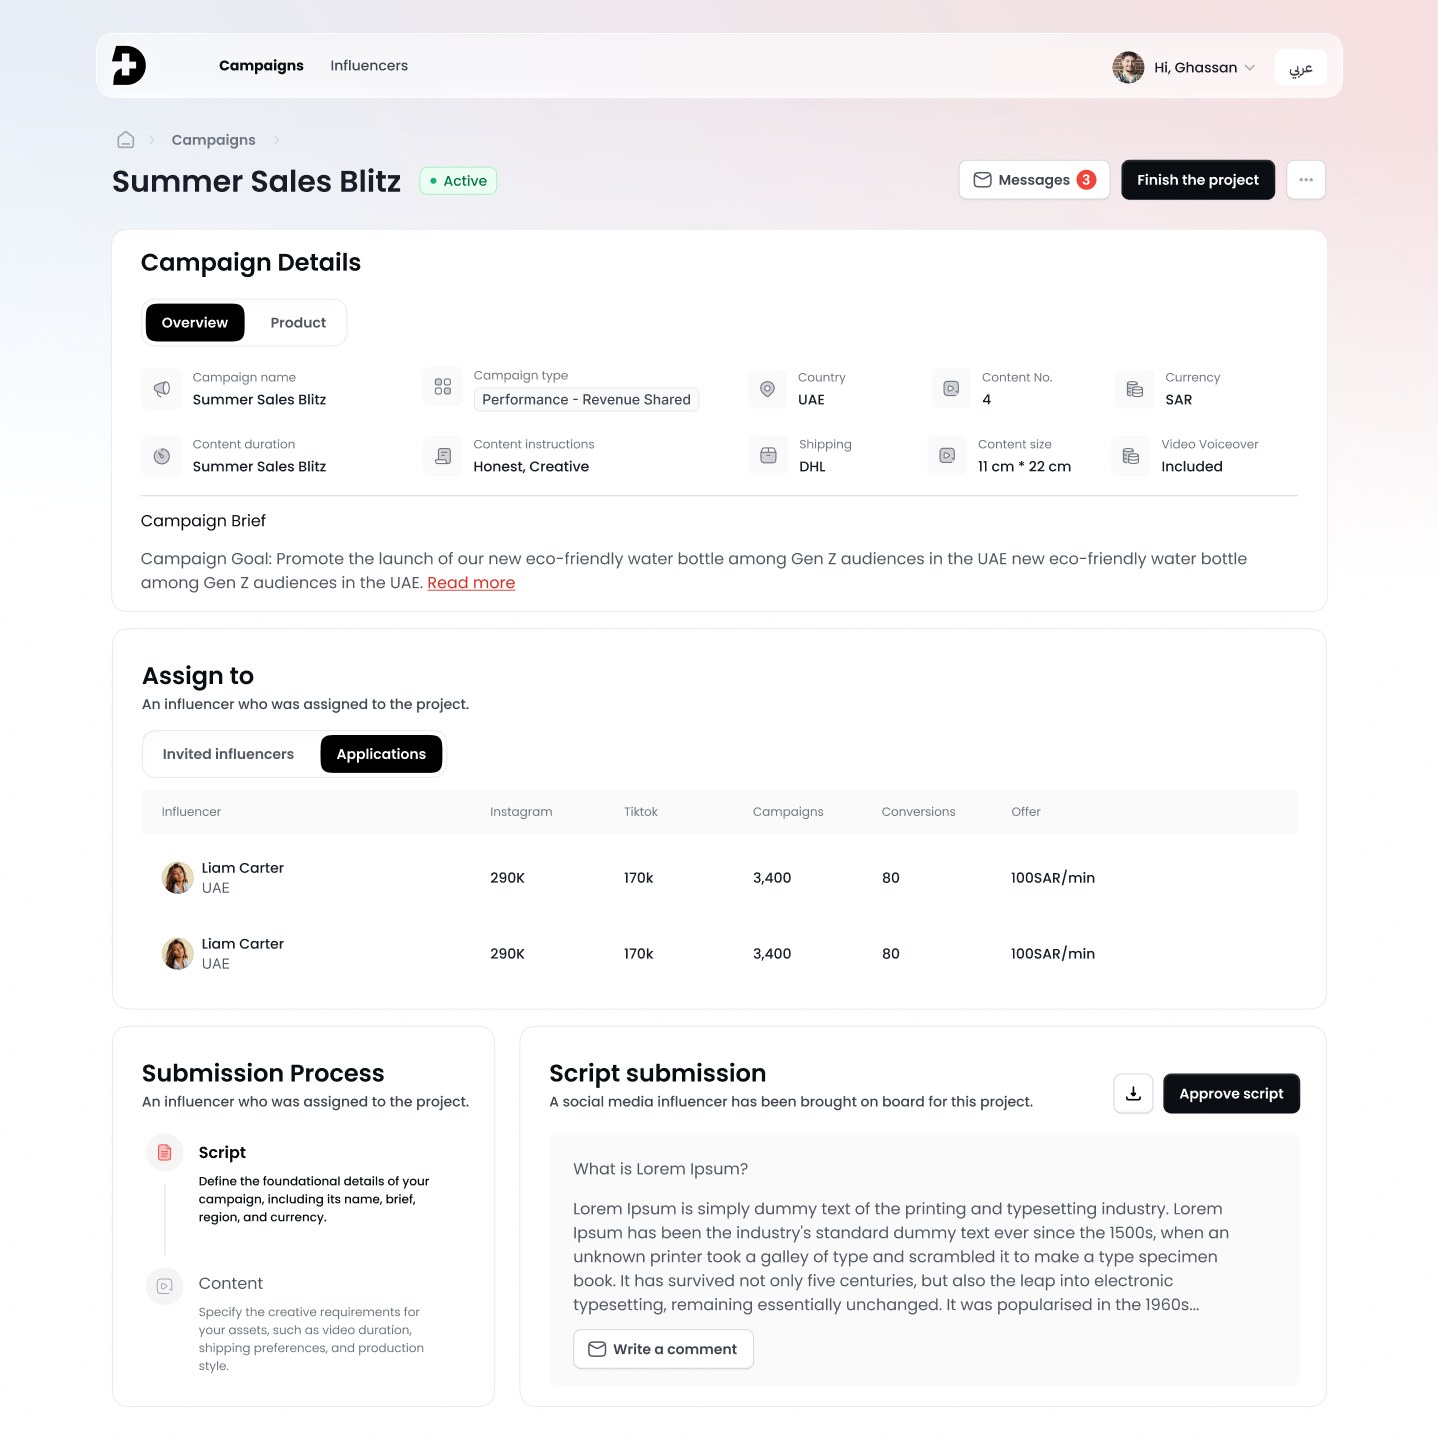 Campaigns
Influencers
Hi, Ghassan
عربي
Campaigns
Summer Sales Blitz
Active
Messages 3
Finish the project
Campaign Details
Overview
Product
Campaign name
Summer Sales Blitz
Campaign type
Performance - Revenue Shared
Country
UAE
Content No.
4
Currency
SAR
Content duration
Summer Sales Blitz
Content instructions
Honest, Creative
Shipping
DHL
Content size
11 cm * 22 cm
Video Voiceover
Included
Campaign Brief
Campaign Goal: Promote the launch of our new eco-friendly water bottle among Gen Z audiences in the UAE new eco-friendly water bottle
among Gen Z audiences in the UAE. Read more
Assign to
An influencer who was assigned to the project.
Invited influencers
Applications
Influencer Instagram Tiktok Campaigns Conversions Offer
Liam Carter
UAE
290K 170k 3,400 80 100SAR/min
Liam Carter
UAE
290K 170k 3,400 80 100SAR/min
Submission Process
An influencer who was assigned to the project.
Script
Define the foundational details of your
campaign, including its name, brief,
region, and currency.
Content
Specify the creative requirements for
your assets, such as video duration,
shipping preferences, and production
style.
Script submission
A social media influencer has been brought on board for this project.
Approve script
What is Lorem Ipsum?
Lorem Ipsum is simply dummy text of the printing and typesetting industry. Lorem
Ipsum has been the industry's standard dummy text ever since the 1500s, when an
unknown printer took a galley of type and scrambled it to make a type specimen
book. It has survived not only five centuries, but also the leap into electronic
typesetting, remaining essentially unchanged. It was popularised in the 1960s...
Write a comment